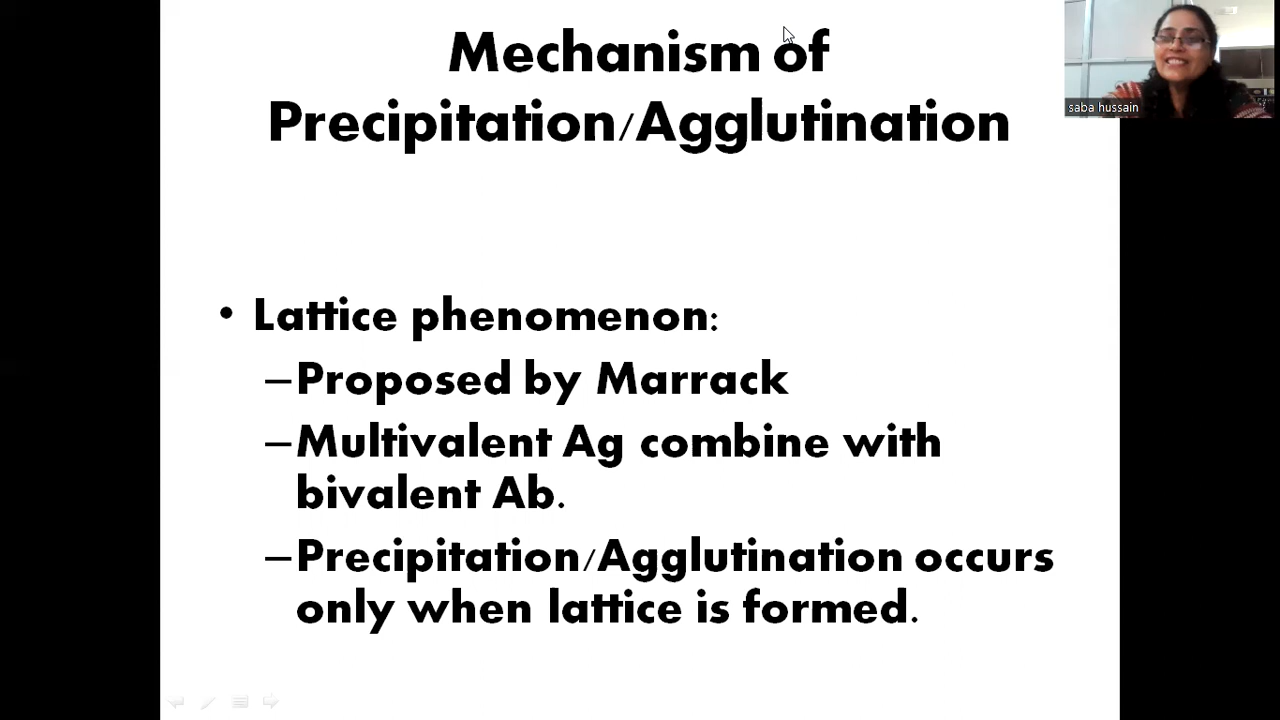 Mechanism of
Precipitation/Agglutination
saba hussain
• Lattice phenomenon:
–Proposed by Marrack
–Multivalent Ag combine with
bivalent Ab.
–Precipitation/Agglutination occurs
only when lattice is formed.